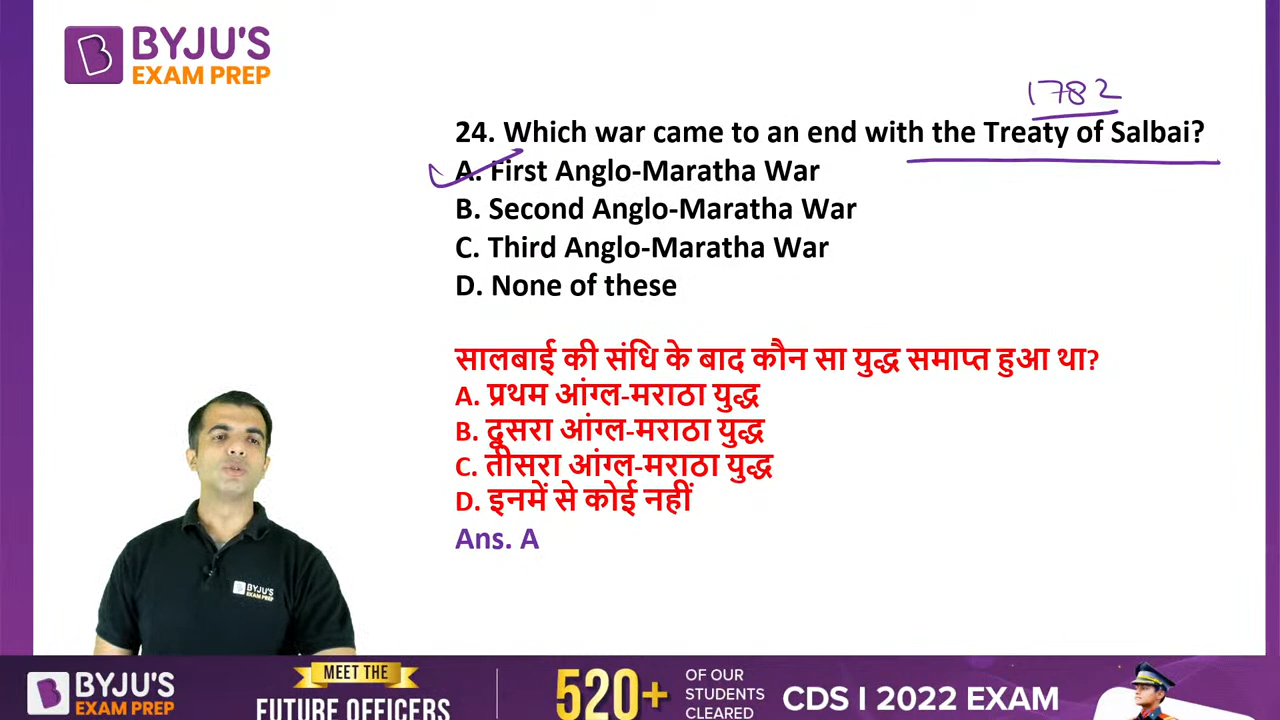 BYJU'S
EXAM PREP
1782
24. Which war came to an end with the Treaty of Salbai?
A. First Anglo-Maratha War
B. Second Anglo-Maratha War
C. Third Anglo-Maratha War
D. None of these
सालबाई की संधि के बाद कौन सा युद्ध समाप्त हुआ था?
A. प्रथम आंग्ल-मराठा युद्ध
B. दूसरा आंग्ल-मराठा युद्ध
C. तीसरा आंग्ल-मराठा युद्ध
D. इनमें से कोई नहीं
Ans. A
BYJU'S
EXAM PREP
BYJU'S
EXAM PREP
MEET THE
FUTURE OFFICERS
520+
OF OUR
STUDENTS
CLEARED
CDS I 2022 EXAM